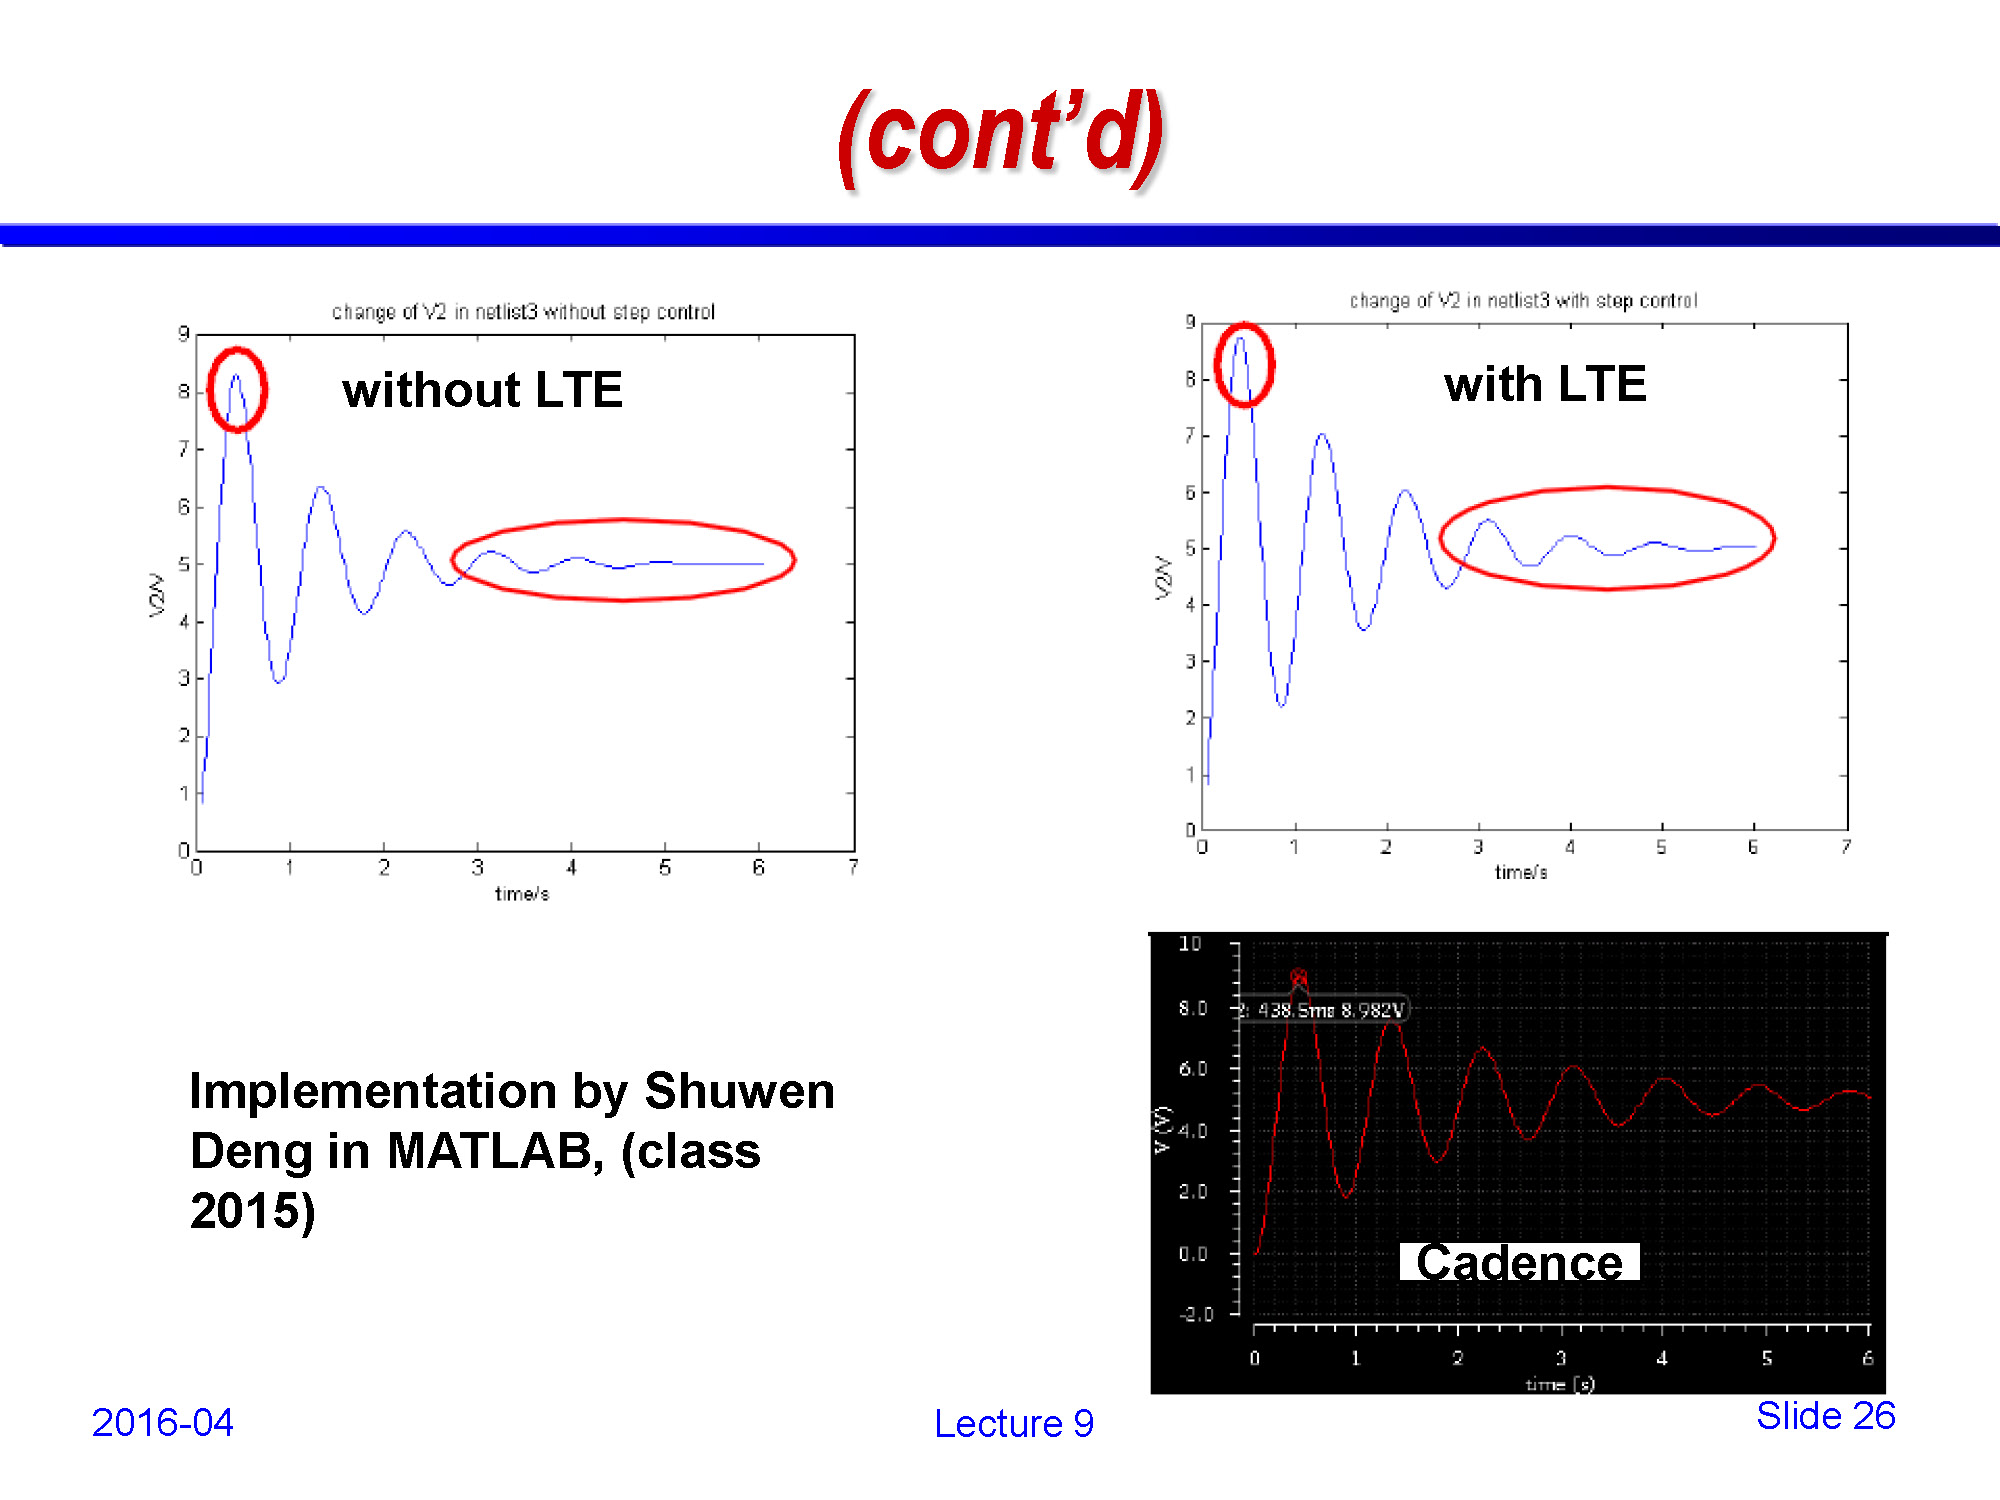 (cont’d)
change of V2 in netlist3 without step control
without LTE
9
8
7
6
5
4
3
2
1
0
V2/V
0 1 2 3 4 5 6 7
time/s
change of V2 in netlist3 with step control
with LTE
9
8
7
6
5
4
3
2
1
0
V2/V
0 1 2 3 4 5 6 7
time/s
Implementation by Shuwen
Deng in MATLAB, (class
2015)
10
8.0
6.0
4.0
2.0
0.0
-2.0
V (V)
438.5ms 8.982V
Cadence
0 1 2 3 4 5 6
time (s)
2016-04
Lecture 9
Slide 26